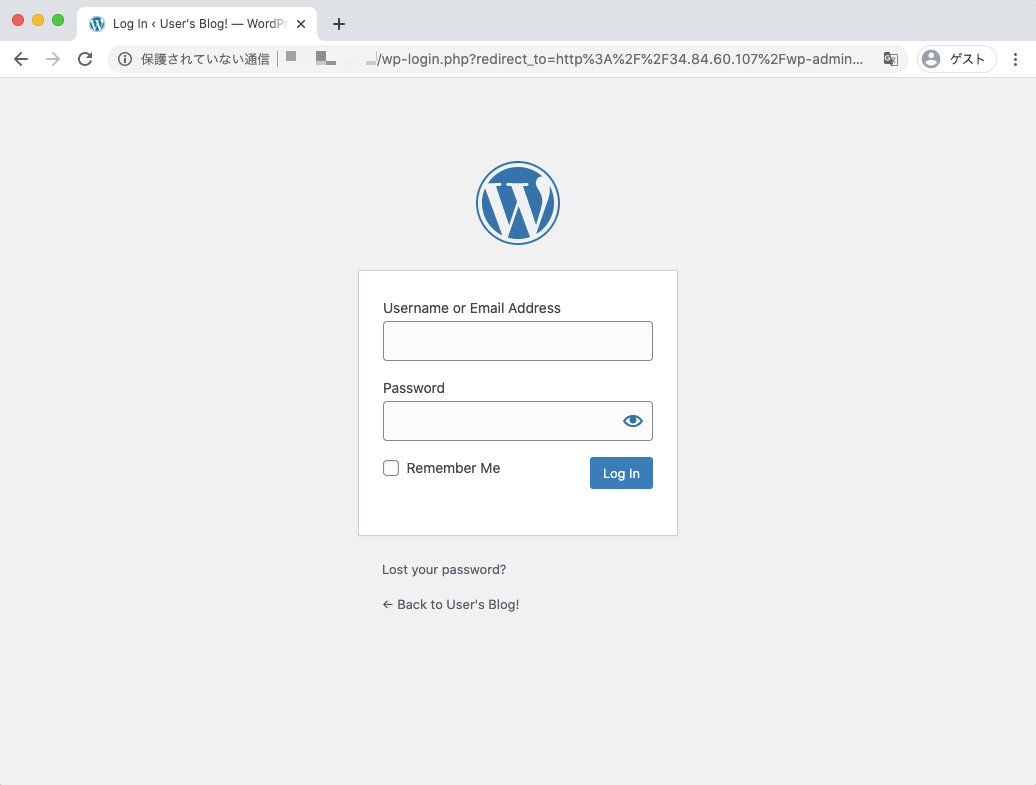 Log In ‹ User's Blog! — WordPr
保護されていない通信 /wp-login.php?redirect_to=http%3A%2F%2F34.84.60.107%2Fwp-admin... ゲスト
Username or Email Address
Password
Remember Me
Log In
Lost your password?
← Back to User's Blog!